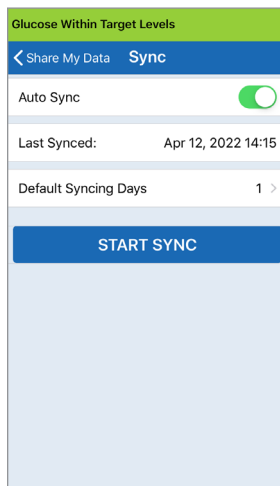 Glucose Within Target Levels
Share My Data Sync
Auto Sync
Last Synced: Apr 12, 2022 14:15
Default Syncing Days 1
START SYNC